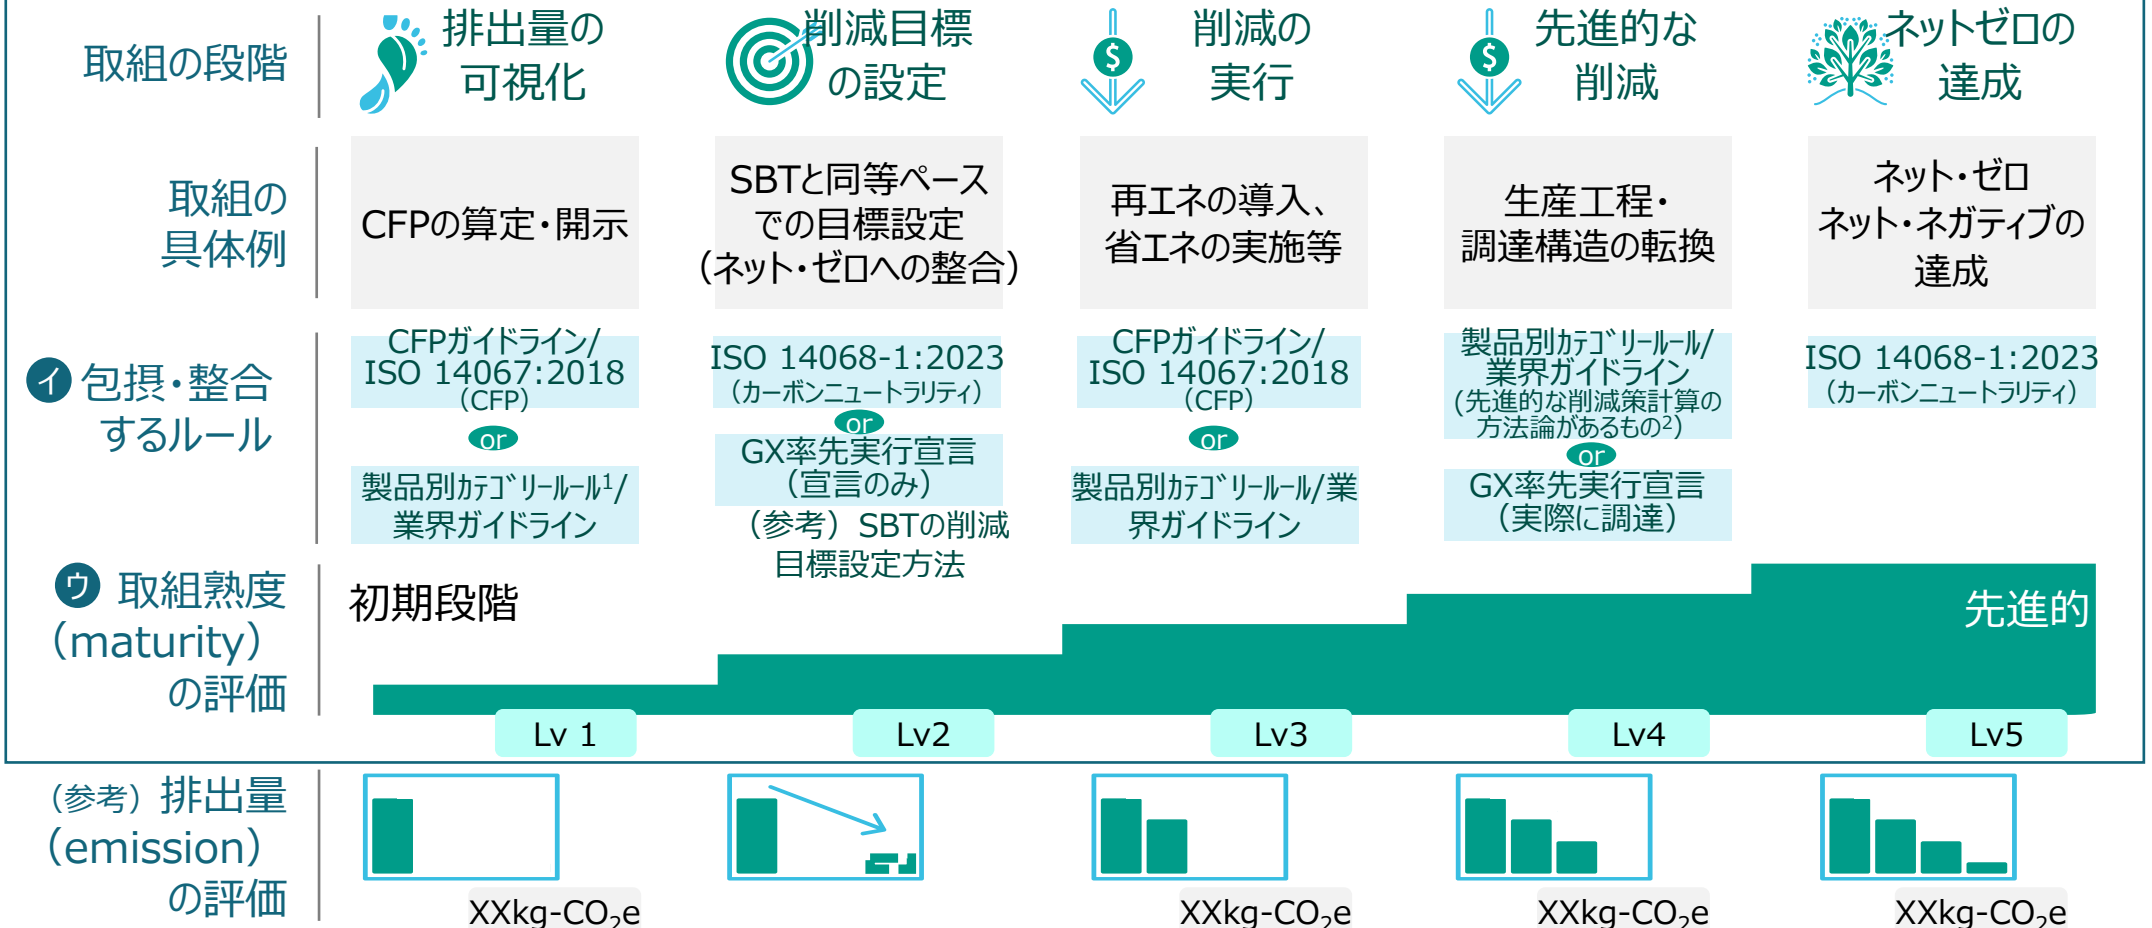 取組の段階
排出量の
可視化
削減目標
の設定
削減の
実行
先進的な
削減
ネットゼロの
達成
取組の
具体例
CFPの算定・開示
SBTと同等ペース
での目標設定
（ネット・ゼロへの整合）
再エネの導入、
省エネの実施等
生産工程・
調達構造の転換
ネット・ゼロ
ネット・ネガティブの
達成
イ 包摂・整合
するルール
CFPガイドライン/
ISO 14067:2018
（CFP）
or
製品別ｶﾃｺﾞﾘｰﾙｰﾙ1/
業界ガイドライン
ISO 14068-1:2023
（カーボンニュートラリティ）
or
GX率先実行宣言
（宣言のみ）
（参考）SBTの削減
目標設定方法
CFPガイドライン/
ISO 14067:2018
（CFP）
or
製品別ｶﾃｺﾞﾘｰﾙｰﾙ/業
界ガイドライン
製品別ｶﾃｺﾞﾘｰﾙｰﾙ/
業界ガイドライン
(先進的な削減策計算の
方法論があるもの2）
or
GX率先実行宣言
（実際に調達）
ISO 14068-1:2023
（カーボンニュートラリティ）
ウ 取組熟度
（maturity）
の評価
初期段階
先進的
Lv 1
Lv2
Lv3
Lv4
Lv5
（参考）排出量
（emission）
の評価
XXkg-CO₂e
XXkg-CO₂e
XXkg-CO₂e
XXkg-CO₂e